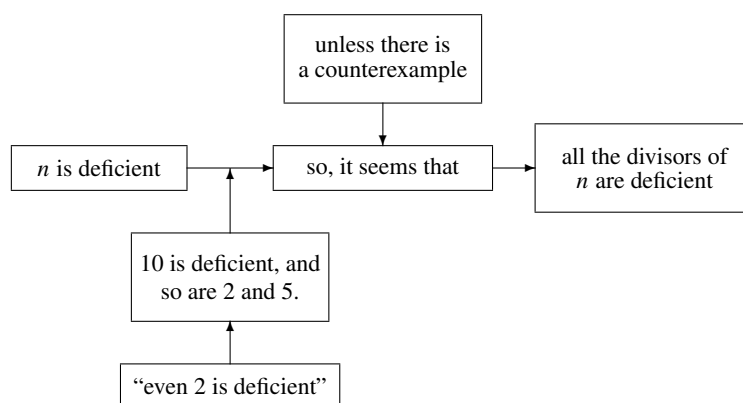 unless there is
a counterexample
n is deficient
so, it seems that
all the divisors of
n are deficient
10 is deficient, and
so are 2 and 5.
“even 2 is deficient”